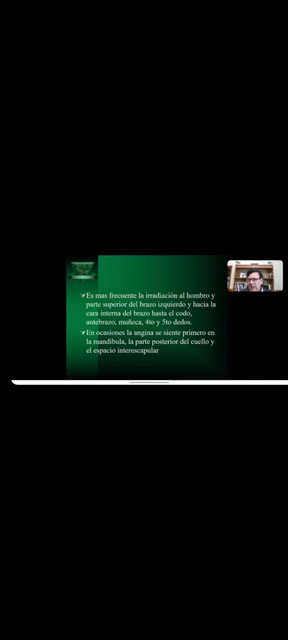 Es mas frecuente la irradiación al hombro y
parte superior del brazo izquierdo y hacia la
cara interna del brazo hasta el codo,
antebrazo, muñeca, 4to y 5to dedos.
En ocasiones la angina se siente primero en
la mandíbula, la parte posterior del cuello y
el espacio interescapular